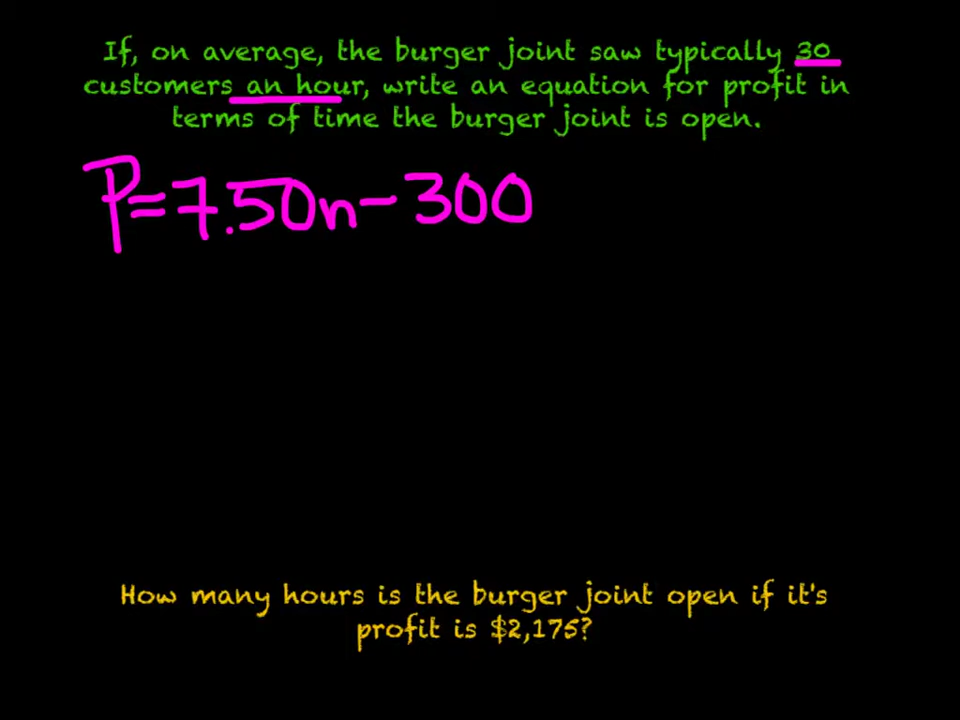 If, on average, the burger joint saw typically 30
customers an hour, write an equation for profit in
terms of time the burger joint is open.
P=7.50n-300
How many hours is the burger joint open if it's
profit is $2,175?